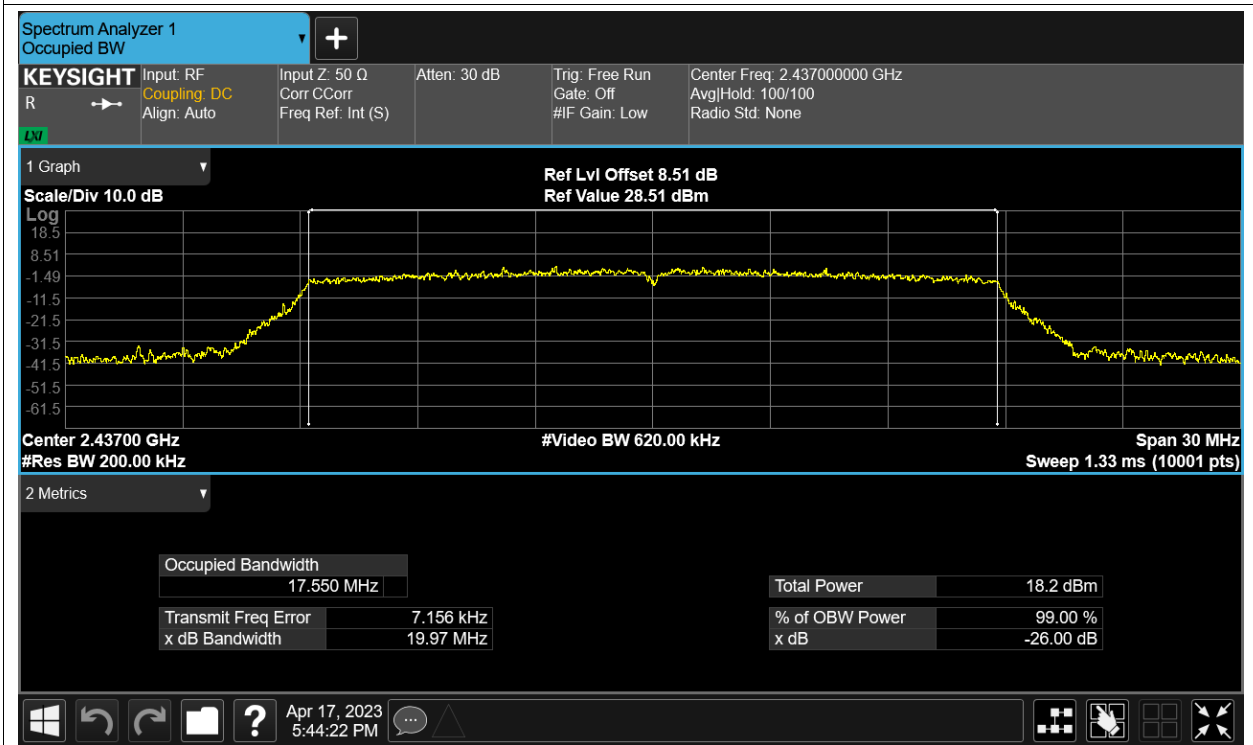 Spectrum Analyzer 1
Occupied BW
KEYSIGHT
R
LXI
Input: RF
Coupling: DC
Align: Auto
Input Z: 50 Ω
Corr CCorr
Freq Ref: Int (S)
Atten: 30 dB
Trig: Free Run
Gate: Off
#IF Gain: Low
Center Freq: 2.437000000 GHz
Avg|Hold: 100/100
Radio Std: None
1 Graph
Scale/Div 10.0 dB
Ref Lvl Offset 8.51 dB
Ref Value 28.51 dBm
Log
18.5
8.51
-1.49
-11.5
-21.5
-31.5
-41.5
-51.5
-61.5
Center 2.43700 GHz
#Video BW 620.00 kHz
Span 30 MHz
#Res BW 200.00 kHz
Sweep 1.33 ms (10001 pts)
2 Metrics
Occupied Bandwidth
17.550 MHz
Total Power 18.2 dBm
Transmit Freq Error 7.156 kHz
% of OBW Power 99.00 %
x dB Bandwidth 19.97 MHz
x dB -26.00 dB
?
Apr 17, 2023
5:44:22 PM